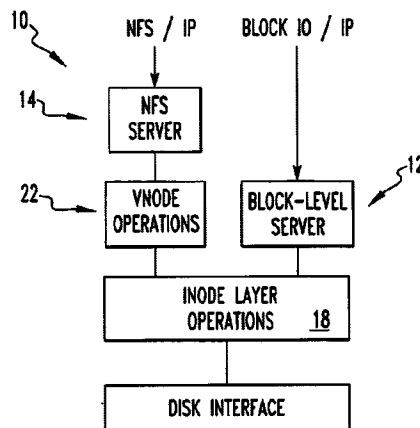 10
NFS / IP
BLOCK IO / IP
14
NFS
SERVER
12
22
VNODE
OPERATIONS
BLOCK-LEVEL
SERVER
INODE LAYER
OPERATIONS 18
DISK INTERFACE